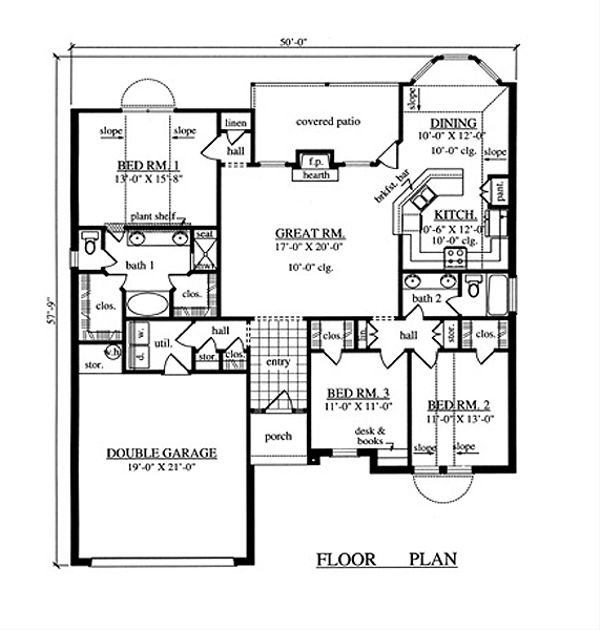 50'-0"
57'-9"
linen
hall
slope
slope
BED RM. 1
13'-0" X 15'-8"
plant shelf
covered patio
f.p.
hearth
slope
DINING
10'-0" X 12'-0"
10'-0" clg.
slope
brkfst. bar
pant.
KITCH.
10'-6" X 12'-0"
10'-0" clg.
GREAT RM.
17'-0" X 20'-0"
10'-0" clg.
seat
bath 1
clos.
clos.
bath 2
w.
d.
util.
hall
stor.
clos.
w.h.
stor.
entry
clos.
lin.
hall
stor.
clos.
BED RM. 3
11'-0" X 11'-0"
desk &
books
BED RM. 2
11'-0" X 13'-0"
slope
slope
porch
DOUBLE GARAGE
19'-0" X 21'-0"
FLOOR PLAN